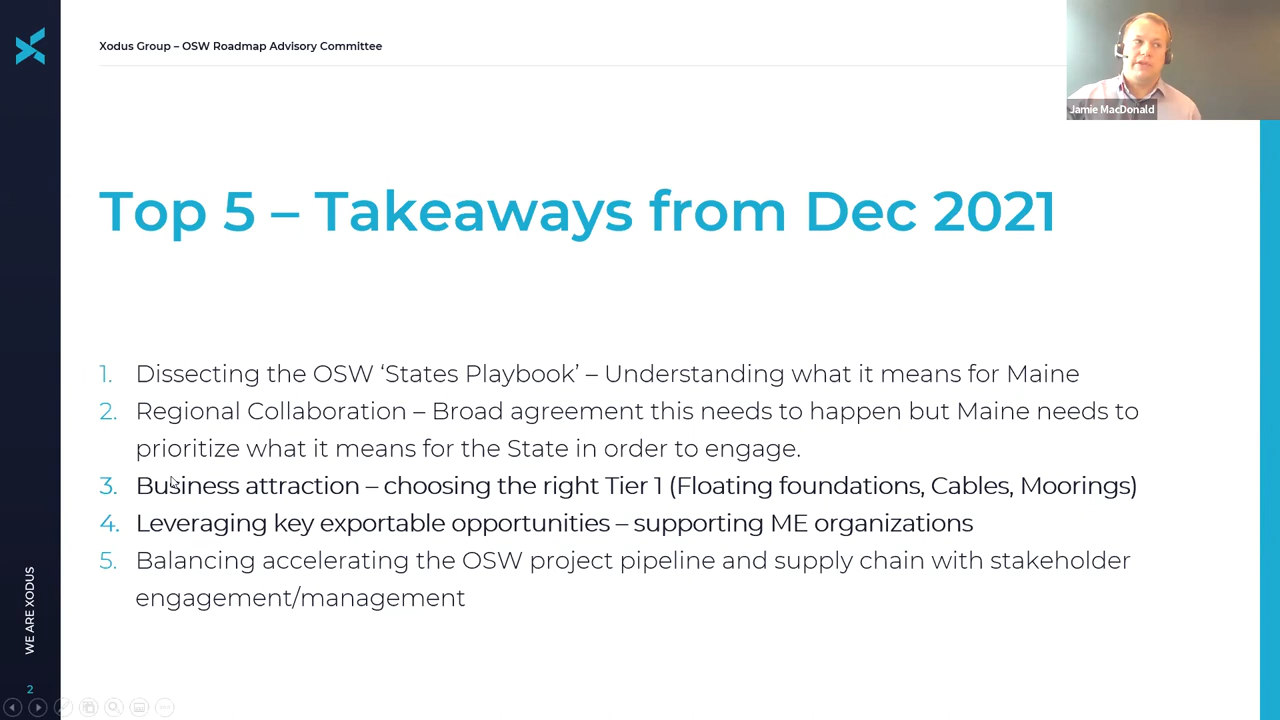 Xodus Group – OSW Roadmap Advisory Committee
Jamie MacDonald
Top 5 – Takeaways from Dec 2021
1. Dissecting the OSW ‘States Playbook’ – Understanding what it means for Maine
2. Regional Collaboration – Broad agreement this needs to happen but Maine needs to
prioritize what it means for the State in order to engage.
3. Business attraction – choosing the right Tier 1 (Floating foundations, Cables, Moorings)
4. Leveraging key exportable opportunities – supporting ME organizations
5. Balancing accelerating the OSW project pipeline and supply chain with stakeholder
engagement/management
WE ARE XODUS
2